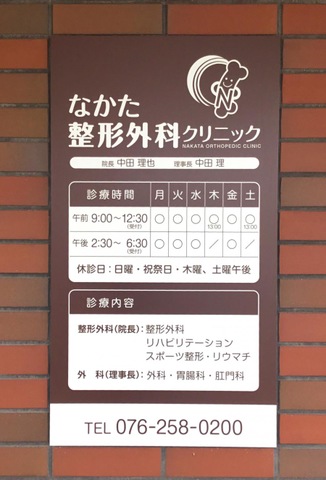 CN
なかた
整形外科クリニック
NAKATA ORTHOPEDIC CLINIC
院長 中田 理也 理事長 中田 理
診療時間 月 火 水 木 金 土
午前 9:00〜12:30(受付) ○ ○ ○ ○13:00 ○ ○13:00
午後 2:30〜 6:30(受付) ○ ○ ○ / ○ /
休診日：日曜・祝祭日・木曜、土曜午後
診療内容
整形外科(院長)：整形外科
リハビリテーション
スポーツ整形・リウマチ
外 科(理事長)：外科・胃腸科・肛門科
TEL 076-258-0200